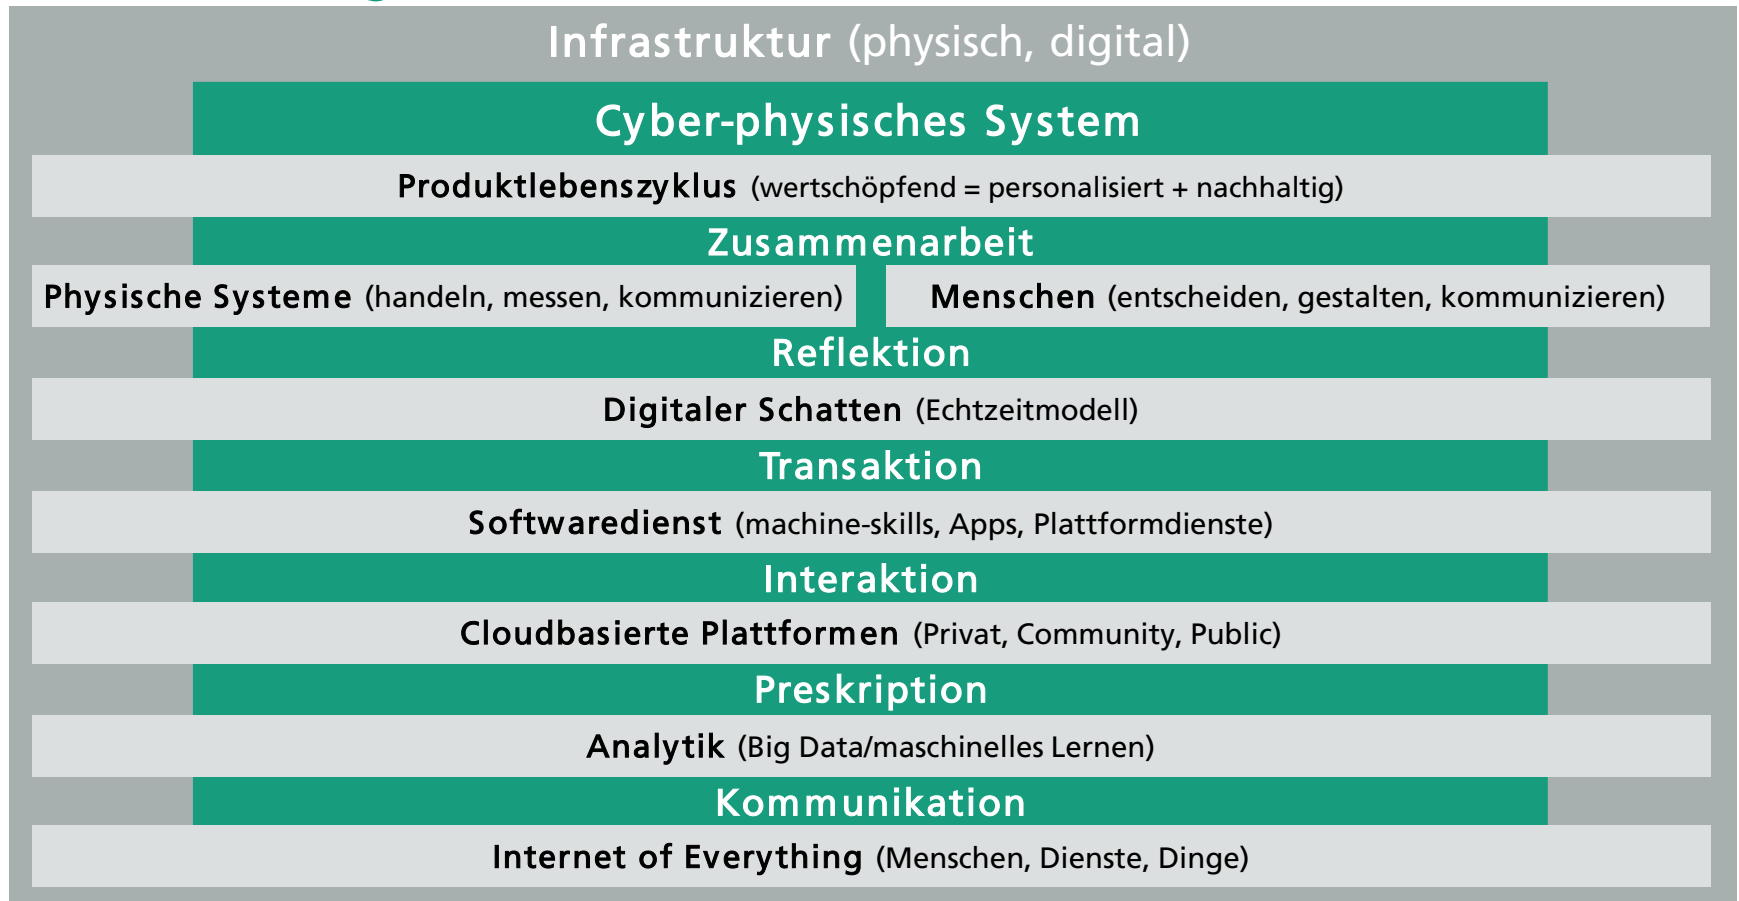 Infrastruktur (physisch, digital)
Cyber-physisches System
Produktlebenszyklus (wertschöpfend = personalisiert + nachhaltig)
Zusammenarbeit
Physische Systeme (handeln, messen, kommunizieren)
Menschen (entscheiden, gestalten, kommunizieren)
Reflektion
Digitaler Schatten (Echtzeitmodell)
Transaktion
Softwaredienst (machine-skills, Apps, Plattformdienste)
Interaktion
Cloudbasierte Plattformen (Privat, Community, Public)
Preskription
Analytik (Big Data/maschinelles Lernen)
Kommunikation
Internet of Everything (Menschen, Dienste, Dinge)